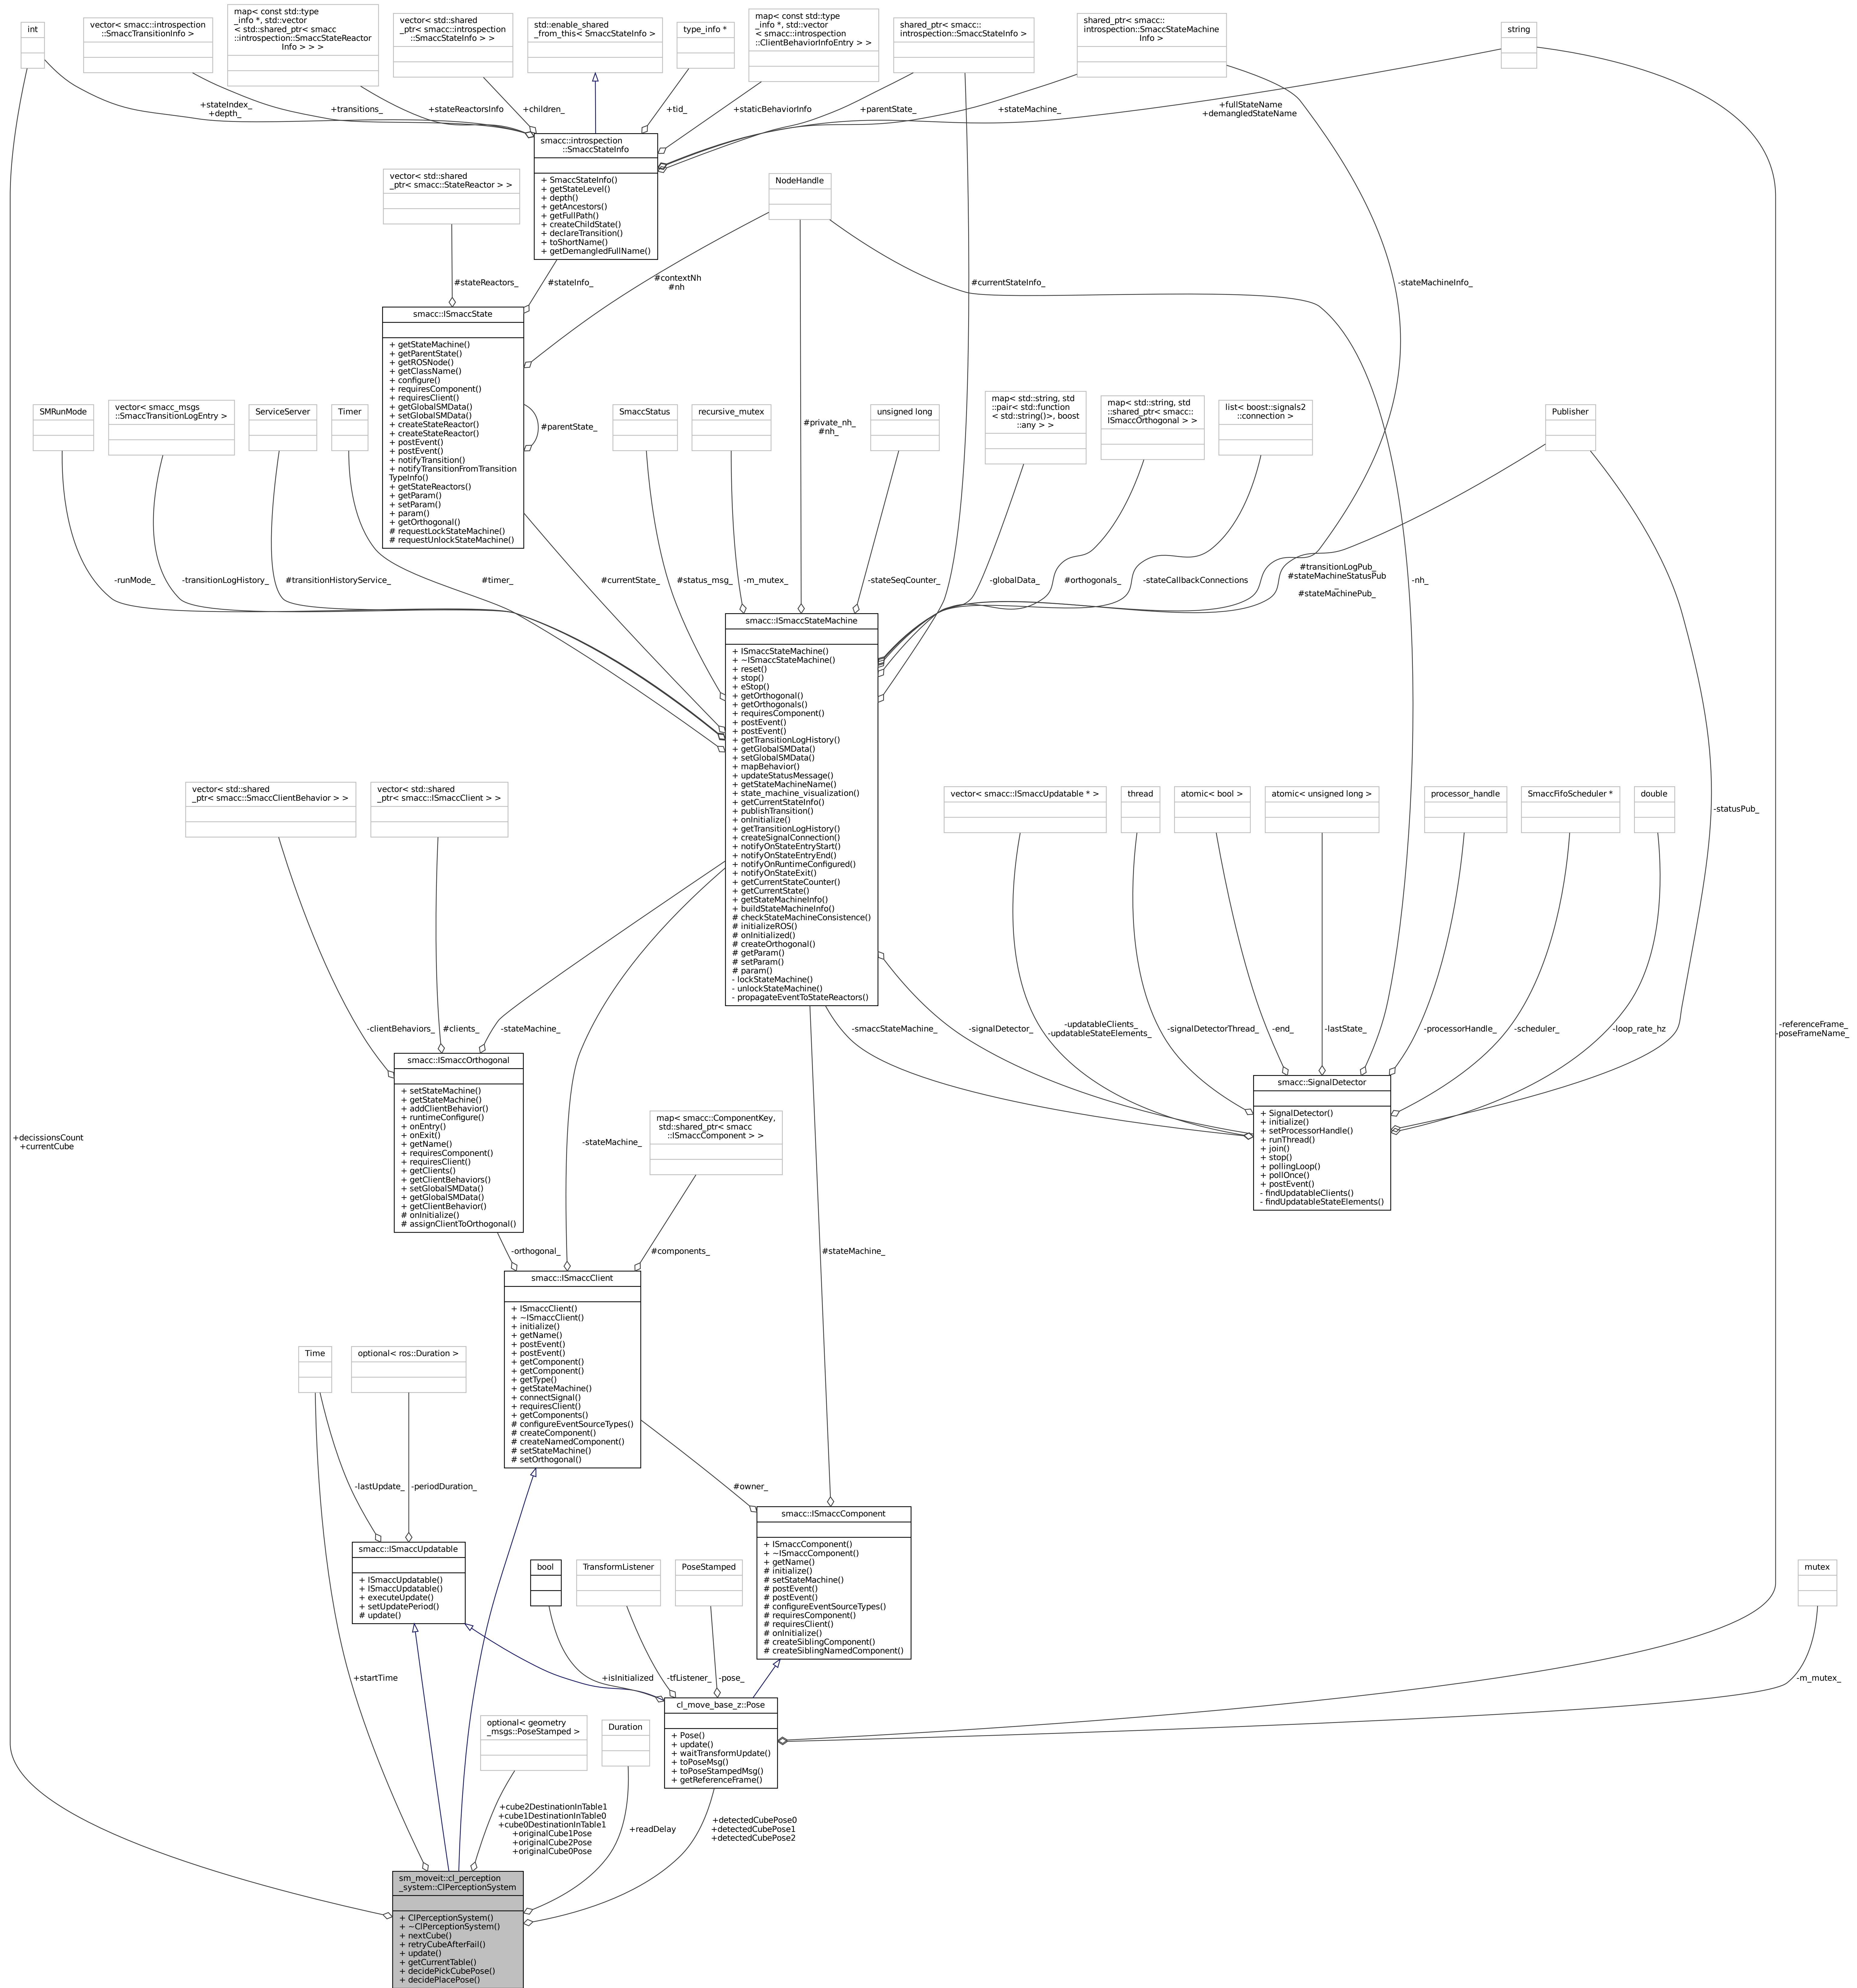 int
vector< smacc::introspection
::SmaccTransitionInfo >
map< const std::type
_info *, std::vector
< std::shared_ptr< smacc
::introspection::SmaccStateReactor
Info > > >
vector< std::shared
_ptr< smacc::introspection
::SmaccStateInfo > >
std::enable_shared
_from_this< SmaccStateInfo >
type_info *
map< const std::type
_info *, std::vector
< smacc::introspection
::ClientBehaviorInfoEntry > >
shared_ptr< smacc::
introspection::SmaccStateInfo >
shared_ptr< smacc::
introspection::SmaccStateMachine
Info >
string
+stateIndex_
+depth_
+transitions_
+stateReactorsInfo
+children_
+tid_
+staticBehaviorInfo
+parentState_
+stateMachine_
+fullStateName
+demangledStateName
smacc::introspection
::SmaccStateInfo
+ SmaccStateInfo()
+ getStateLevel()
+ depth()
+ getAncestors()
+ getFullPath()
+ createChildState()
+ declareTransition()
+ toShortName()
+ getDemangledFullName()
vector< std::shared
_ptr< smacc::StateReactor > >
NodeHandle
#stateReactors_
#stateInfo_
#contextNh
#nh
#currentStateInfo_
-stateMachineInfo_
smacc::ISmaccState
+ getStateMachine()
+ getParentState()
+ getROSNode()
+ getClassName()
+ configure()
+ requiresComponent()
+ requiresClient()
+ getGlobalSMData()
+ setGlobalSMData()
+ createStateReactor()
+ createStateReactor()
+ postEvent()
+ postEvent()
+ notifyTransition()
+ notifyTransitionFromTransition
TypeInfo()
+ getStateReactors()
+ getParam()
+ setParam()
+ param()
+ getOrthogonal()
# requestLockStateMachine()
# requestUnlockStateMachine()
#parentState_
SMRunMode
vector< smacc_msgs
::SmaccTransitionLogEntry >
ServiceServer
Timer
SmaccStatus
recursive_mutex
#private_nh_
#nh_
unsigned long
map< std::string, std
::pair< std::function
< std::string()>, boost
::any > >
map< std::string, std
::shared_ptr< smacc::
ISmaccOrthogonal > >
list< boost::signals2
::connection >
Publisher
-runMode_
-transitionLogHistory_
#transitionHistoryService_
#timer_
#currentState_
#status_msg_
-m_mutex_
-stateSeqCounter_
-globalData_
#orthogonals_
-stateCallbackConnections
#transitionLogPub_
#stateMachineStatusPub
_
#stateMachinePub_
-nh_
smacc::ISmaccStateMachine
+ ISmaccStateMachine()
+ ~ISmaccStateMachine()
+ reset()
+ stop()
+ eStop()
+ getOrthogonal()
+ getOrthogonals()
+ requiresComponent()
+ postEvent()
+ postEvent()
+ getTransitionLogHistory()
+ getGlobalSMData()
+ setGlobalSMData()
+ mapBehavior()
+ updateStatusMessage()
+ getStateMachineName()
+ state_machine_visualization()
+ getCurrentStateInfo()
+ publishTransition()
+ onInitialize()
+ getTransitionLogHistory()
+ createSignalConnection()
+ notifyOnStateEntryStart()
+ notifyOnStateEntryEnd()
+ notifyOnRuntimeConfigured()
+ notifyOnStateExit()
+ getCurrentStateCounter()
+ getCurrentState()
+ getStateMachineInfo()
+ buildStateMachineInfo()
# checkStateMachineConsistence()
# initializeROS()
# onInitialized()
# createOrthogonal()
# getParam()
# setParam()
# param()
- lockStateMachine()
- unlockStateMachine()
- propagateEventToStateReactors()
vector< std::shared
_ptr< smacc::SmaccClientBehavior > >
vector< std::shared
_ptr< smacc::ISmaccClient > >
vector< smacc::ISmaccUpdatable * >
thread
atomic< bool >
atomic< unsigned long >
processor_handle
SmaccFifoScheduler *
double
-statusPub_
-clientBehaviors_
#clients_
-stateMachine_
-smaccStateMachine_
-signalDetector_
-updatableClients_
-updatableStateElements_
-signalDetectorThread_
-end_
-lastState_
-processorHandle_
-scheduler_
-loop_rate_hz
-referenceFrame_
-poseFrameName_
smacc::ISmaccOrthogonal
+ setStateMachine()
+ getStateMachine()
+ addClientBehavior()
+ runtimeConfigure()
+ onEntry()
+ onExit()
+ getName()
+ requiresComponent()
+ requiresClient()
+ getClients()
+ getClientBehaviors()
+ setGlobalSMData()
+ getGlobalSMData()
+ getClientBehavior()
# onInitialize()
# assignClientToOrthogonal()
smacc::SignalDetector
+ SignalDetector()
+ initialize()
+ setProcessorHandle()
+ runThread()
+ join()
+ stop()
+ pollingLoop()
+ pollOnce()
+ postEvent()
- findUpdatableClients()
- findUpdatableStateElements()
+decissionsCount
+currentCube
-stateMachine_
map< smacc::ComponentKey,
std::shared_ptr< smacc
::ISmaccComponent > >
-orthogonal_
#components_
#stateMachine_
smacc::ISmaccClient
+ ISmaccClient()
+ ~ISmaccClient()
+ initialize()
+ getName()
+ postEvent()
+ postEvent()
+ getComponent()
+ getComponent()
+ getType()
+ getStateMachine()
+ connectSignal()
+ requiresClient()
+ getComponents()
# configureEventSourceTypes()
# createComponent()
# createNamedComponent()
# setStateMachine()
# setOrthogonal()
Time
optional< ros::Duration >
-lastUpdate_
-periodDuration_
#owner_
smacc::ISmaccComponent
+ ISmaccComponent()
+ ~ISmaccComponent()
+ getName()
# initialize()
# setStateMachine()
# postEvent()
# postEvent()
# configureEventSourceTypes()
# requiresComponent()
# requiresClient()
# onInitialize()
# createSiblingComponent()
# createSiblingNamedComponent()
smacc::ISmaccUpdatable
+ ISmaccUpdatable()
+ ISmaccUpdatable()
+ executeUpdate()
+ setUpdatePeriod()
# update()
bool
TransformListener
PoseStamped
mutex
+startTime
+isInitialized
-tfListener_
-pose_
-m_mutex_
cl_move_base_z::Pose
+ Pose()
+ update()
+ waitTransformUpdate()
+ toPoseMsg()
+ toPoseStampedMsg()
+ getReferenceFrame()
optional< geometry
_msgs::PoseStamped >
Duration
+cube2DestinationInTable1
+cube1DestinationInTable0
+cube0DestinationInTable1
+originalCube1Pose
+originalCube2Pose
+originalCube0Pose
+readDelay
+detectedCubePose0
+detectedCubePose1
+detectedCubePose2
sm_moveit::cl_perception
_system::ClPerceptionSystem
+ ClPerceptionSystem()
+ ~ClPerceptionSystem()
+ nextCube()
+ retryCubeAfterFail()
+ update()
+ getCurrentTable()
+ decidePickCubePose()
+ decidePlacePose()